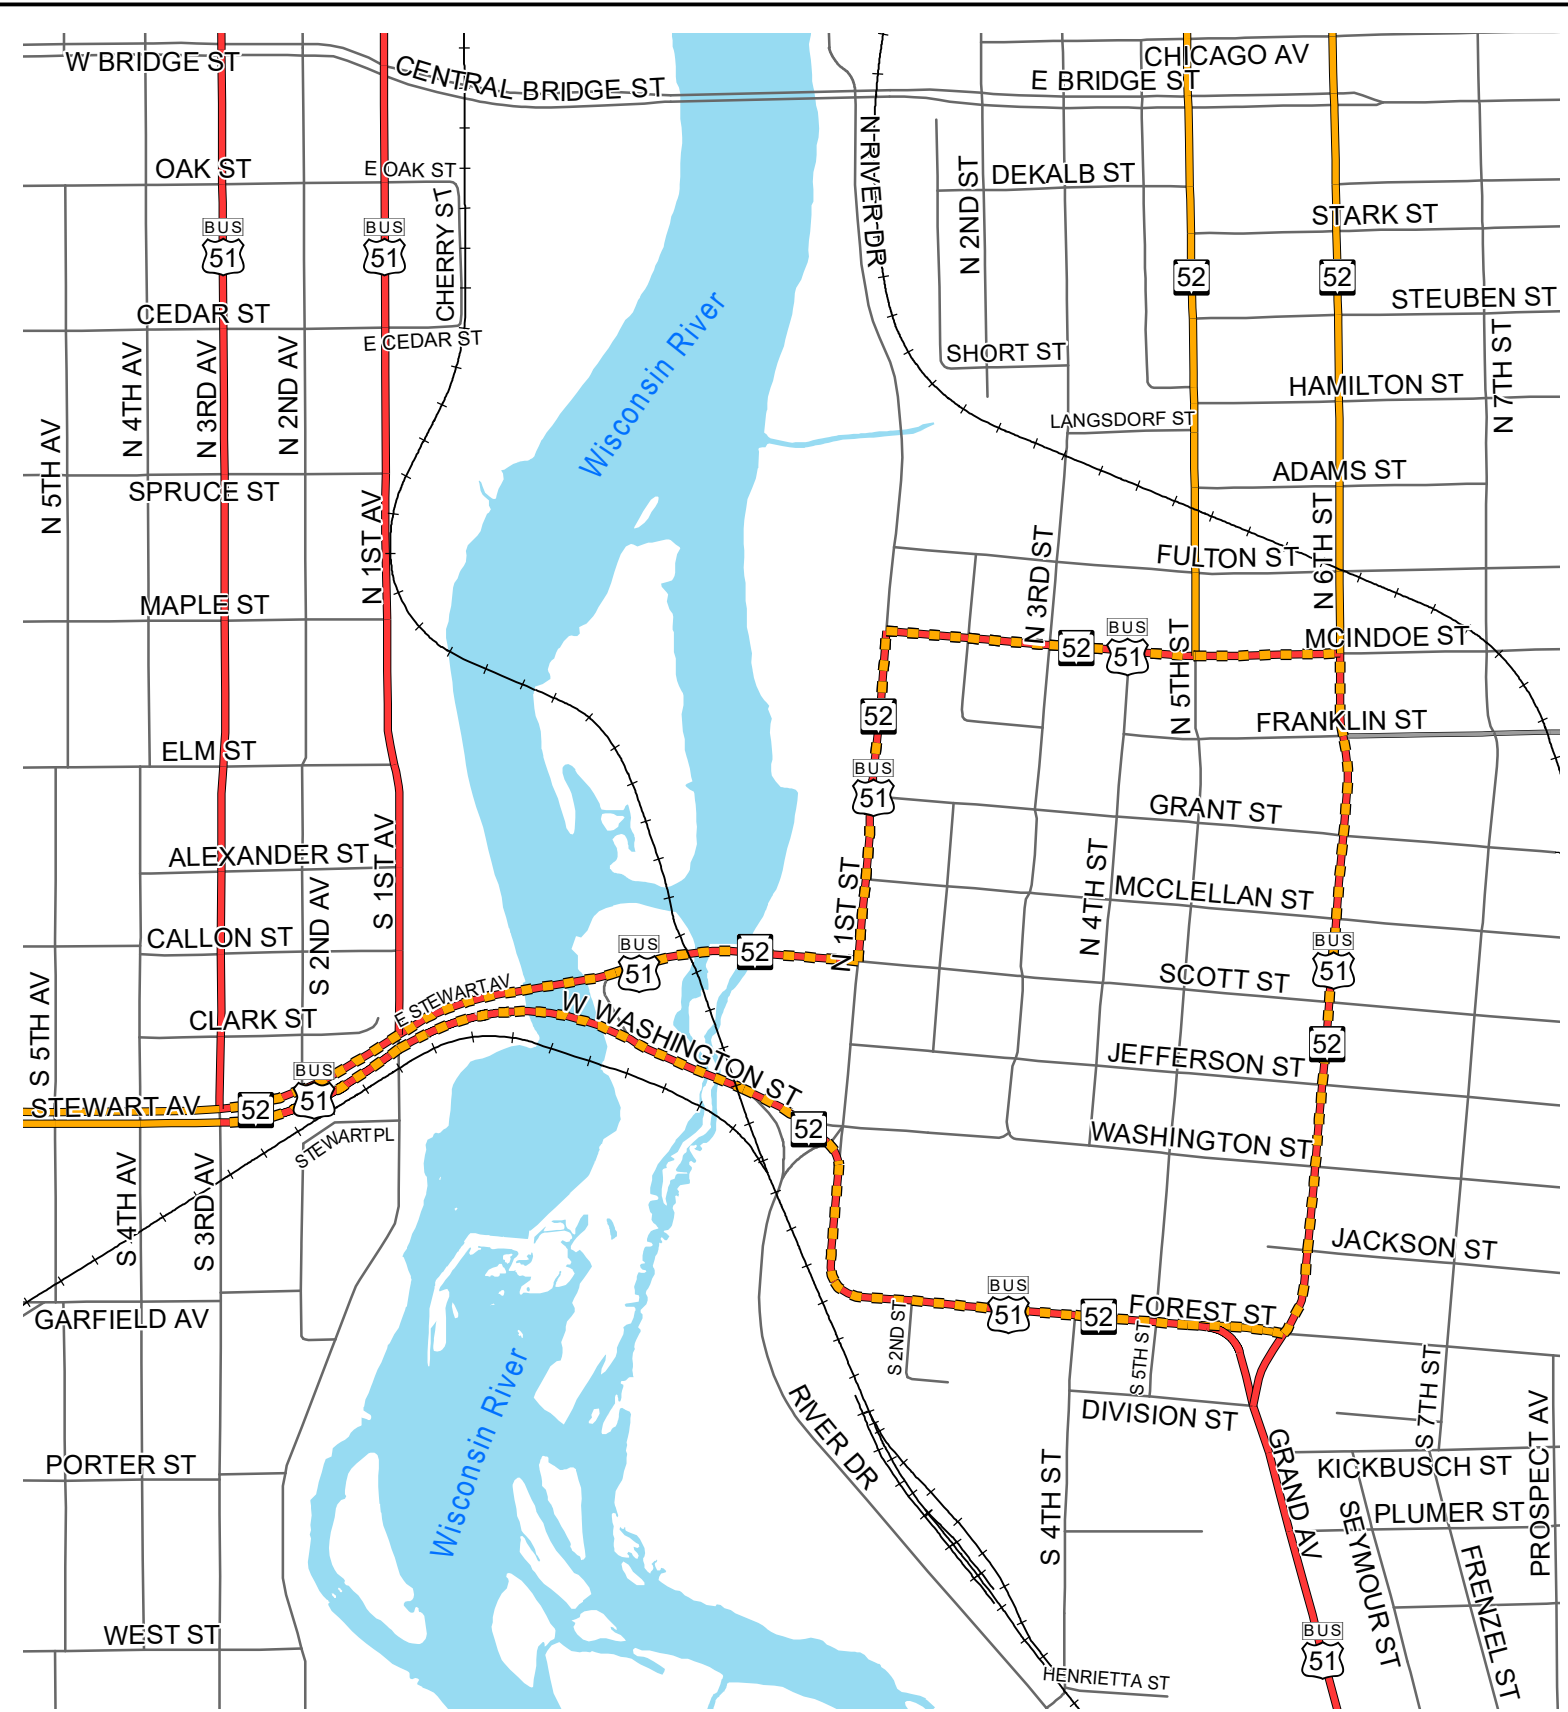 CHICAGO AV
W BRIDGE ST
CENTRAL BRIDGE ST
E BRIDGE ST
OAK ST
E OAK ST
CHERRY ST
N RIVER DR
N 2ND ST
DEKALB ST
STARK ST
BUS
51
BUS
51
52
52
STEUBEN ST
CEDAR ST
E CEDAR ST
Wisconsin River
SHORT ST
N 7TH ST
N 4TH AV
N 3RD AV
N 2ND AV
HAMILTON ST
LANGSDORF ST
N 5TH AV
SPRUCE ST
N 1ST AV
ADAMS ST
N 6TH ST
FULTON ST
N 3RD ST
MAPLE ST
MCINDOE ST
52
BUS
51
N 5TH ST
52
FRANKLIN ST
ELM ST
BUS
51
GRANT ST
ALEXANDER ST
S 1ST AV
N 1ST ST
N 4TH ST
MCCLELLAN ST
CALLON ST
S 2ND AV
BUS
51
52
BUS
51
SCOTT ST
E STEWART AV
W WASHINGTON ST
S 5TH AV
CLARK ST
52
JEFFERSON ST
BUS
51
STEWART AV
52
52
STEWART PL
WASHINGTON ST
S 4TH AV
S 3RD AV
JACKSON ST
GARFIELD AV
BUS
51
52
FOREST ST
S 2ND ST
S 5TH ST
Wisconsin River
RIVER DR
DIVISION ST
S 7TH ST
PROSPECT AV
PORTER ST
S 4TH ST
GRAND AV
KICKBUSCH ST
PLUMER ST
SEYMOUR ST
FRENZEL ST
WEST ST
BUS
51
HENRIETTA ST